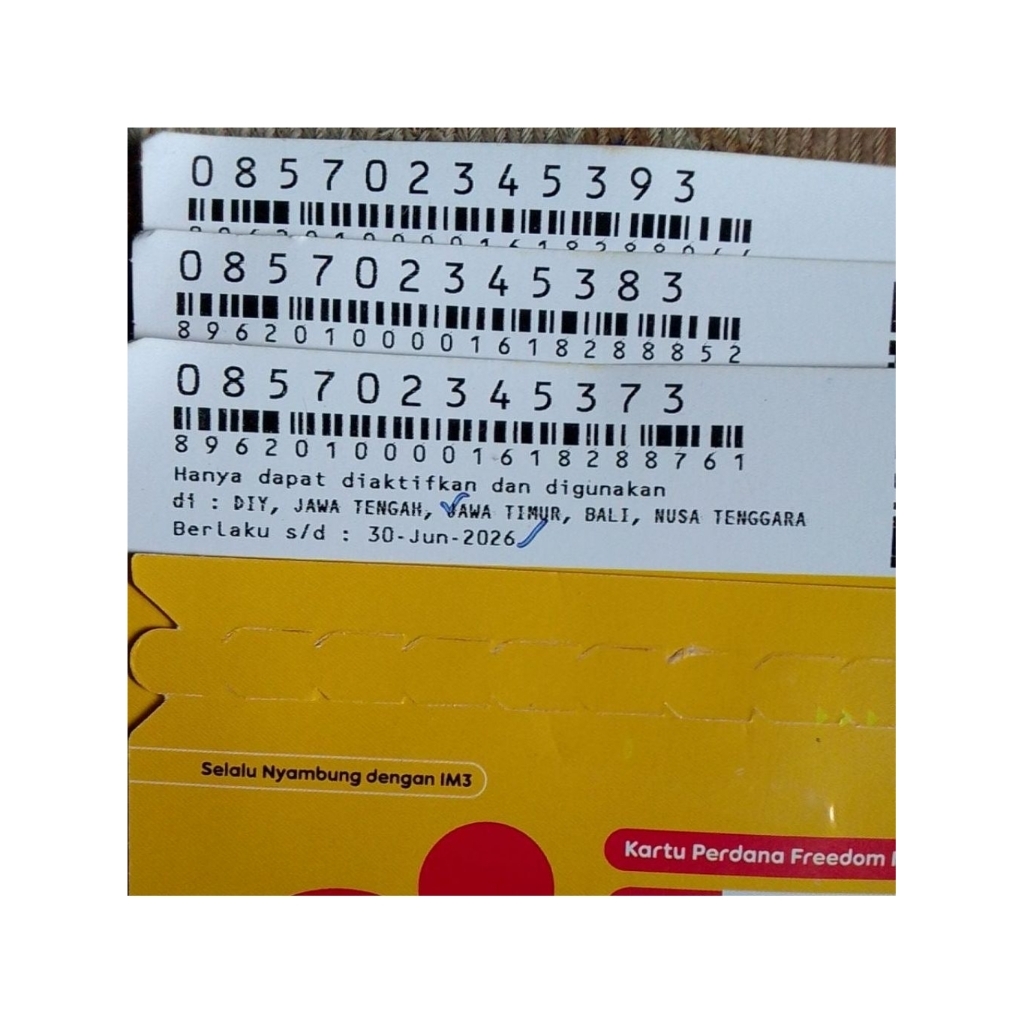 085702345393
085702345383
89620100001618288852
085702345373
89620100001618288761
Hanya dapat diaktifkan dan digunakan
di : DIY, JAWA TENGAH, JAWA TIMUR, BALI, NUSA TENGGARA
Berlaku s/d : 30-Jun-2026
Selalu Nyambung dengan IM3
Kartu Perdana Freedom